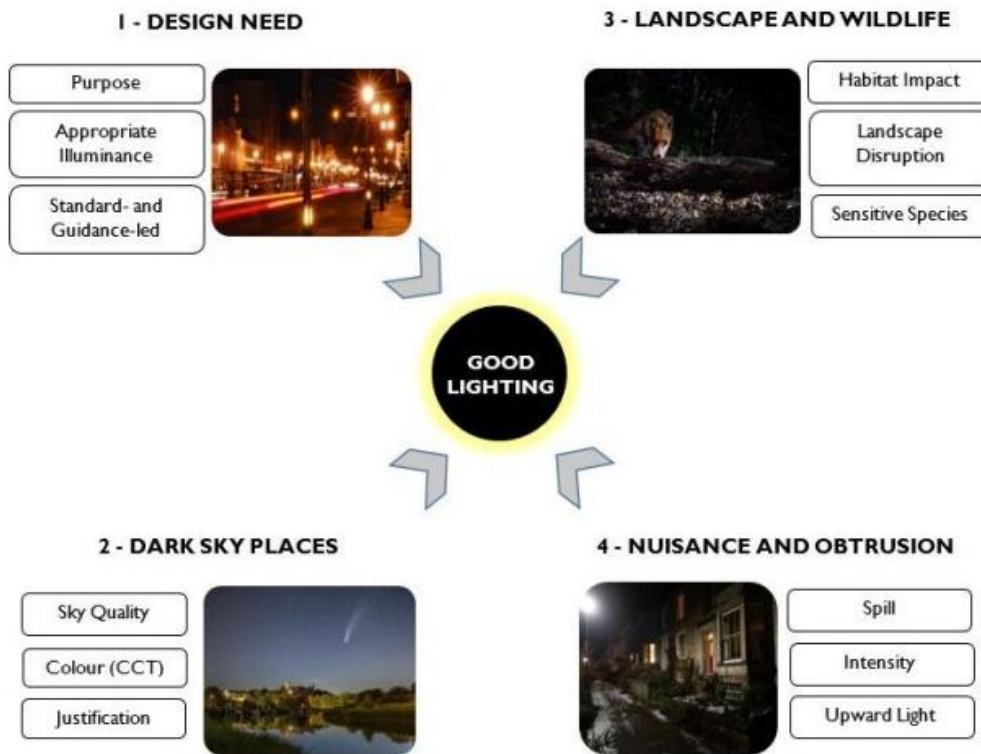 1 - DESIGN NEED
Purpose
Appropriate
Illuminance
Standard- and
Guidance-led
3 - LANDSCAPE AND WILDLIFE
Habitat Impact
Landscape
Disruption
Sensitive Species
GOOD
LIGHTING
2 - DARK SKY PLACES
Sky Quality
Colour (CCT)
Justification
4 - NUISANCE AND OBTRUSION
Spill
Intensity
Upward Light